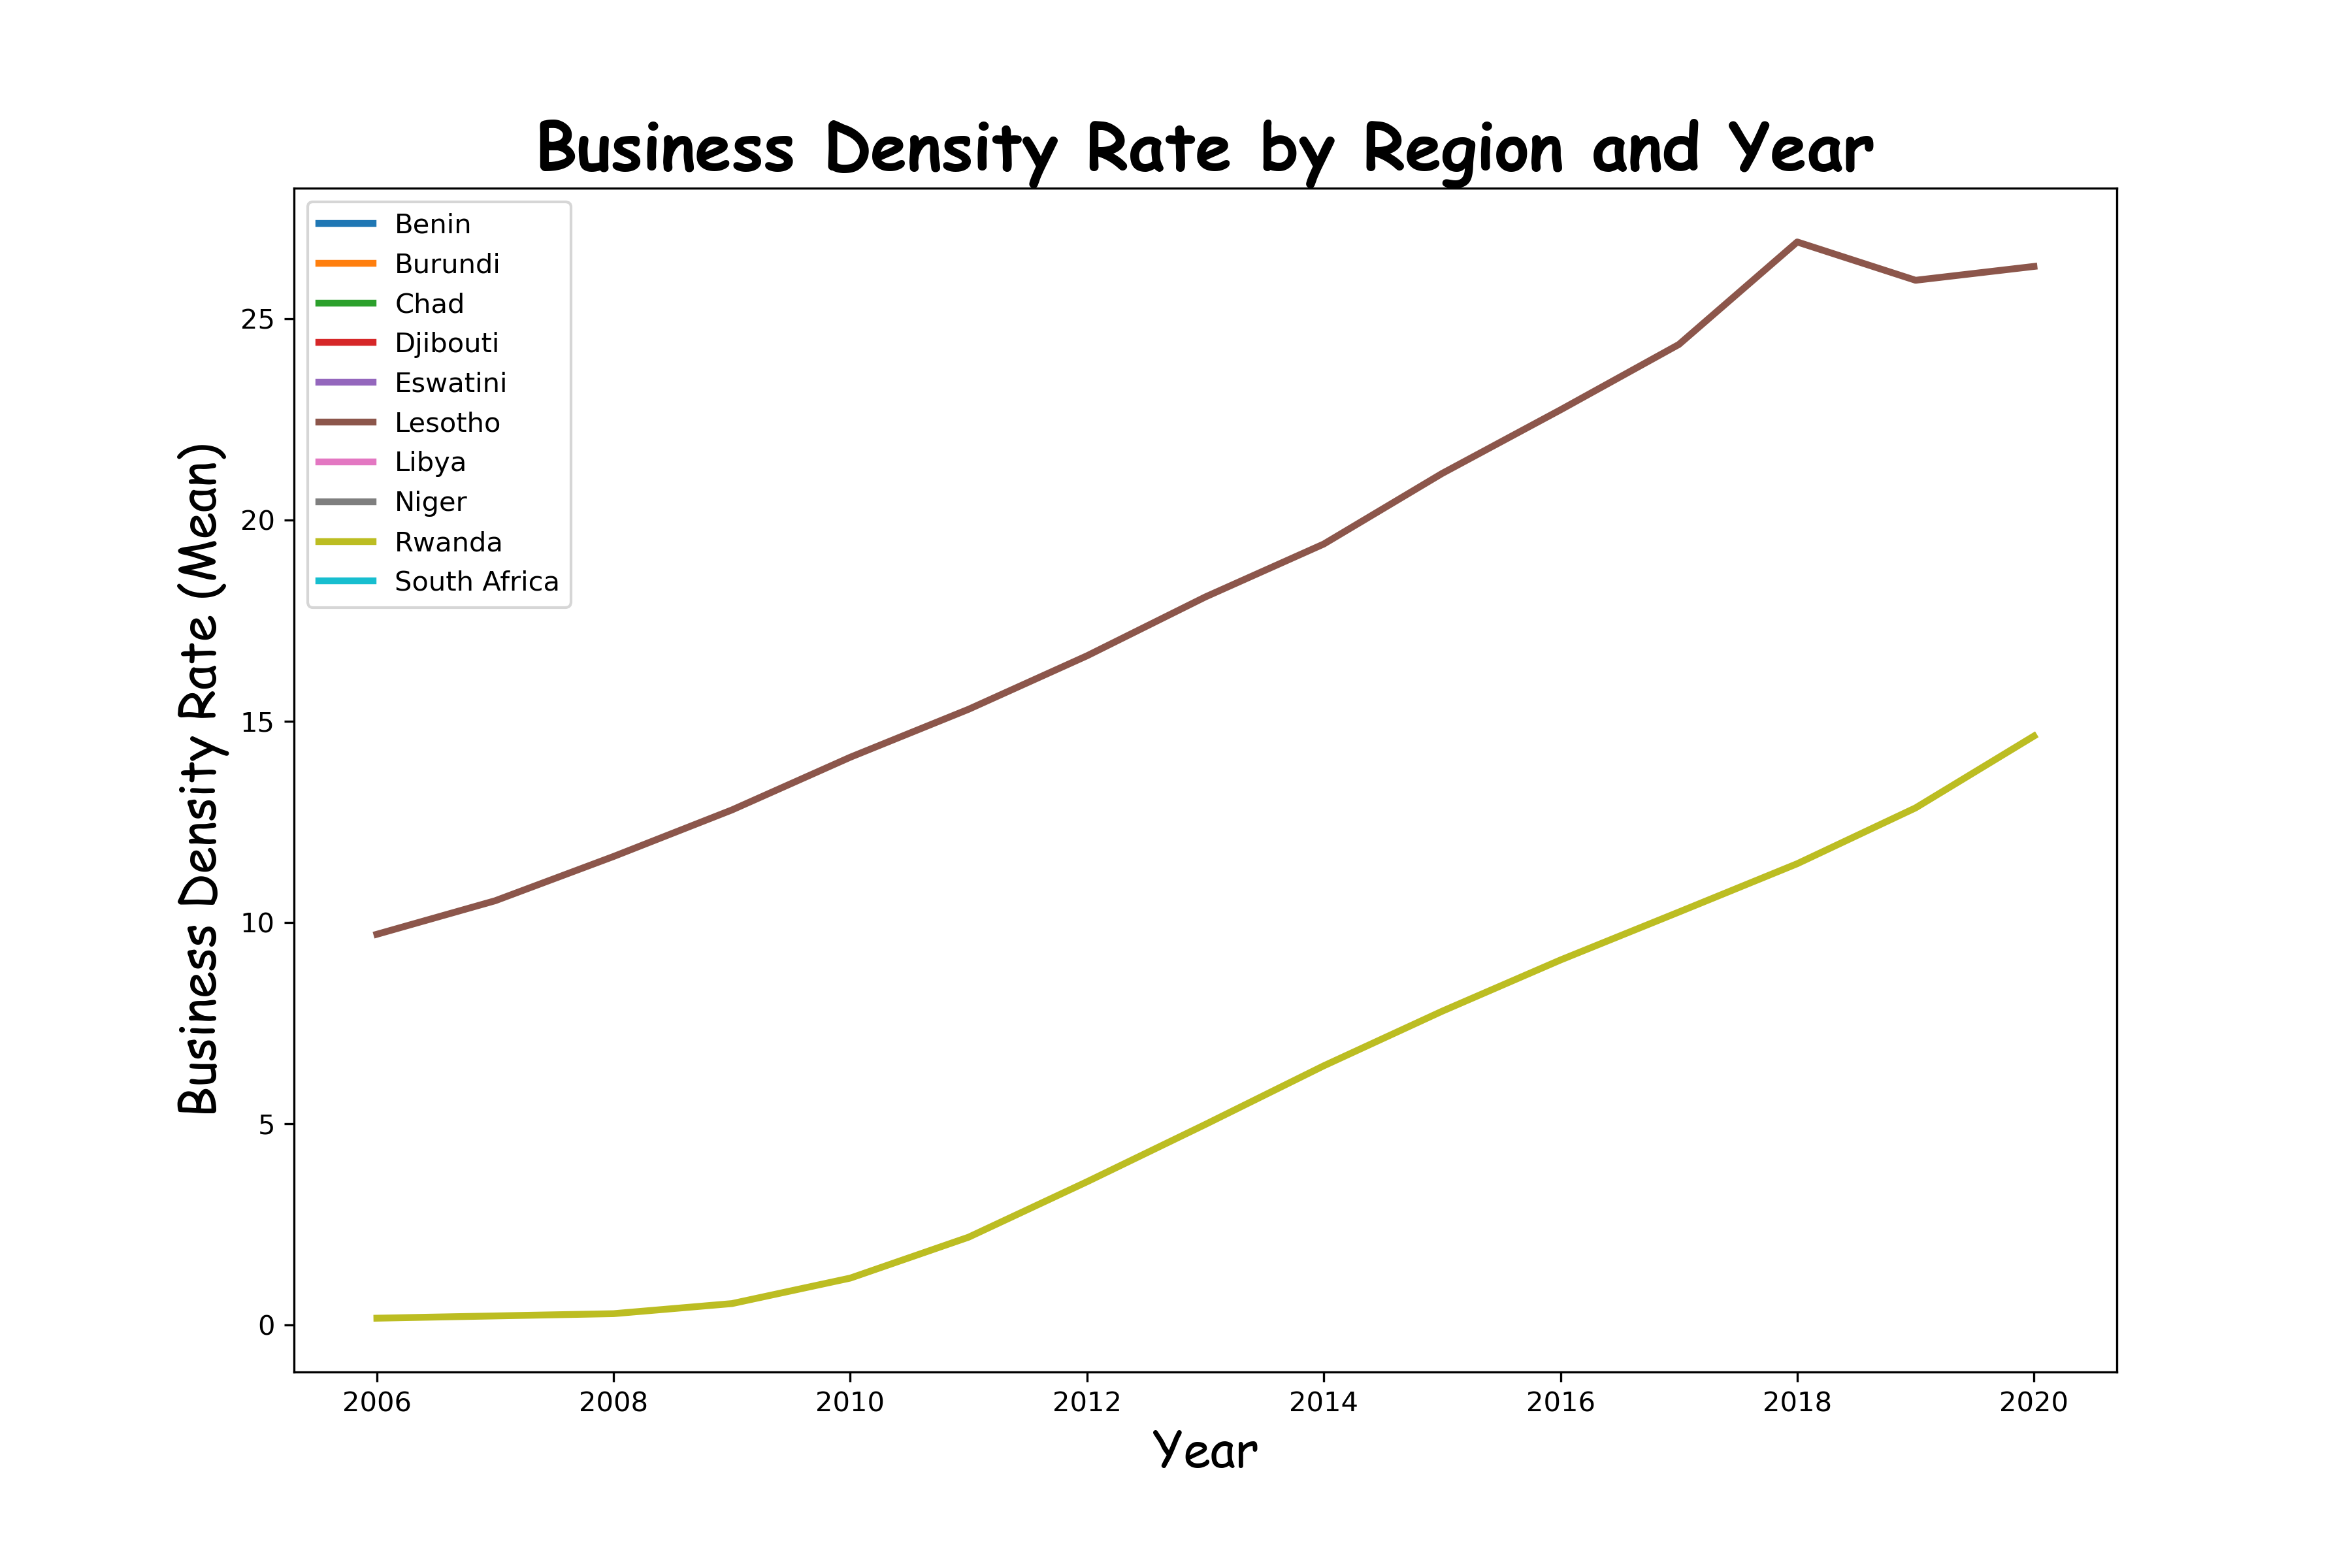 Business Density Rate by Region and Year
Benin
Burundi
Chad
Djibouti
Eswatini
Lesotho
Libya
Niger
Rwanda
South Africa
Business Density Rate (Mean)
25
20
15
10
5
0
2006 2008 2010 2012 2014 2016 2018 2020
Year